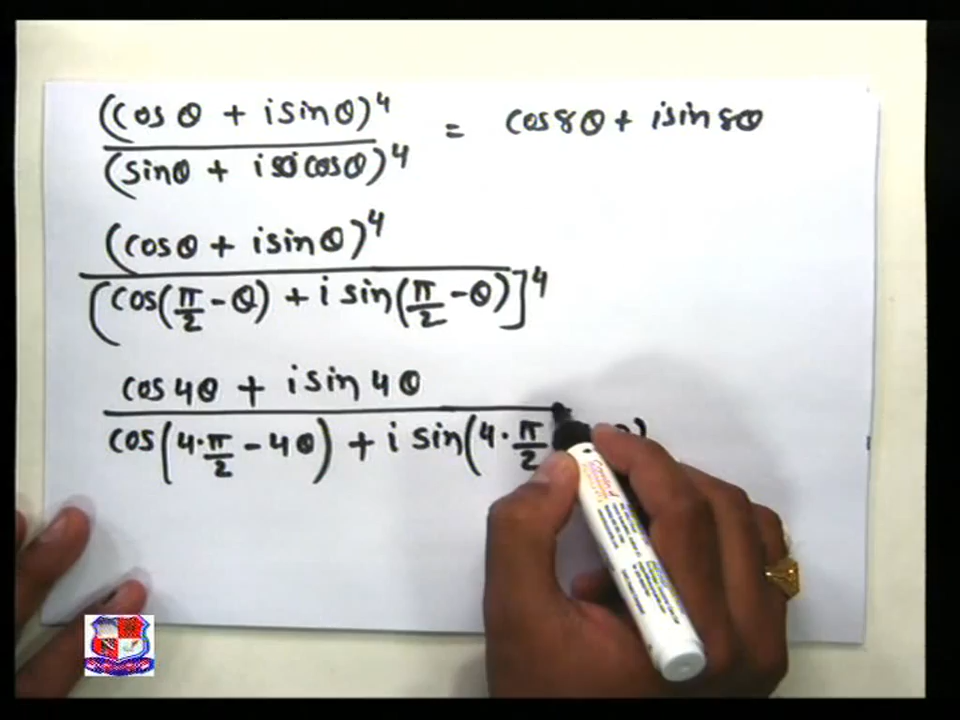 (cos θ + i sin θ)⁴
= cos 8θ + i sin 8θ
(sin θ + i cos θ)⁴
(cos θ + i sin θ)⁴
[cos(π/2 - θ) + i sin(π/2 - θ)]⁴
cos 4θ + i sin 4θ
cos(4·π/2 - 4θ) + i sin(4·π/2 θ)